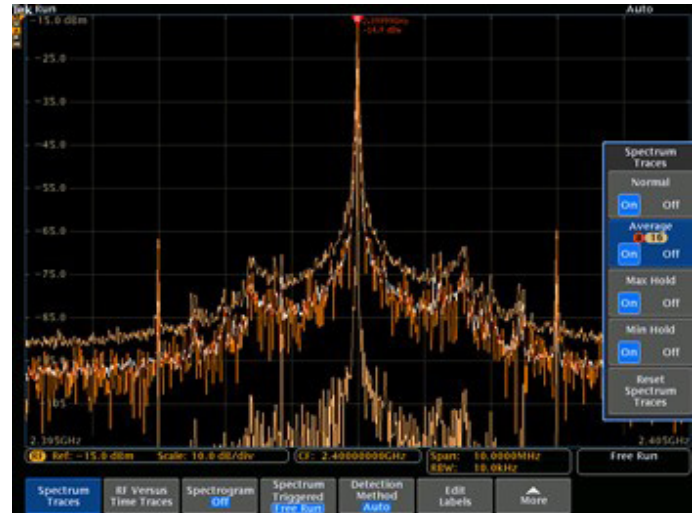 Tek Run
Auto
-15.0 dBm
-25.0
-35.0
-45.0
-55.0
-65.0
-75.0
-85.0
-105
2.395GHz
2.405GHz
Spectrum
Traces
Normal
On Off
Average
16
On Off
Max Hold
On Off
Min Hold
On Off
Reset
Spectrum
Traces
Ref: -15.0 dBm Scale: 10.0 dB/div
CF: 2.40000000GHz
Span: 10.0000MHz
RBW: 10.0kHz
Free Run
Spectrum
Traces
RF Versus
Time Traces
Spectrogram
Off
Spectrum
Triggered
Free Run
Detection
Method
Auto
Edit
Labels
More